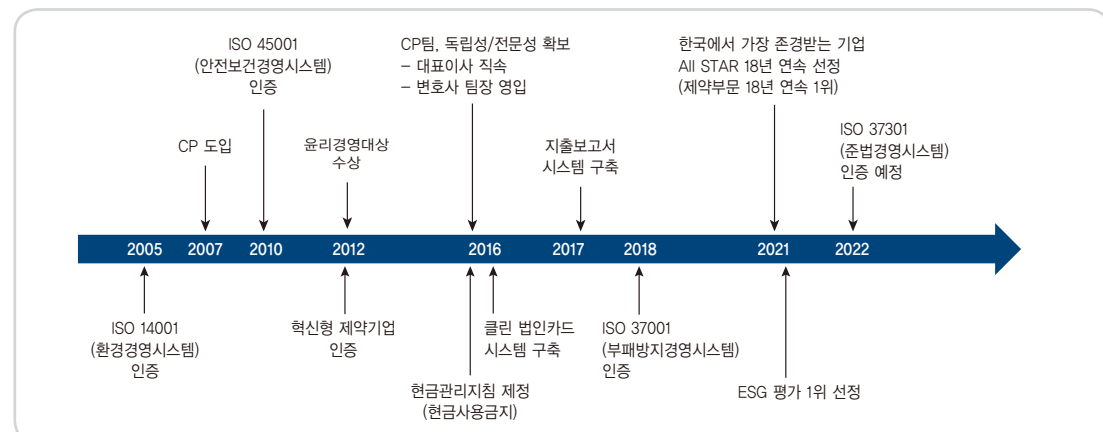 ISO 45001
(안전보건경영시스템)
인증
CP팀, 독립성/전문성 확보
- 대표이사 직속
- 변호사 팀장 영입
한국에서 가장 존경받는 기업
All STAR 18년 연속 선정
(제약부문 18년 연속 1위)
CP 도입
윤리경영대상
수상
지출보고서
시스템 구축
ISO 37301
(준법경영시스템)
인증 예정
2005 2007 2010 2012 2016 2017 2018 2021 2022
ISO 14001
(환경경영시스템)
인증
혁신형 제약기업
인증
클린 법인카드
시스템 구축
ISO 37001
(부패방지경영시스템)
인증
현금관리지침 제정
(현금사용금지)
ESG 평가 1위 선정